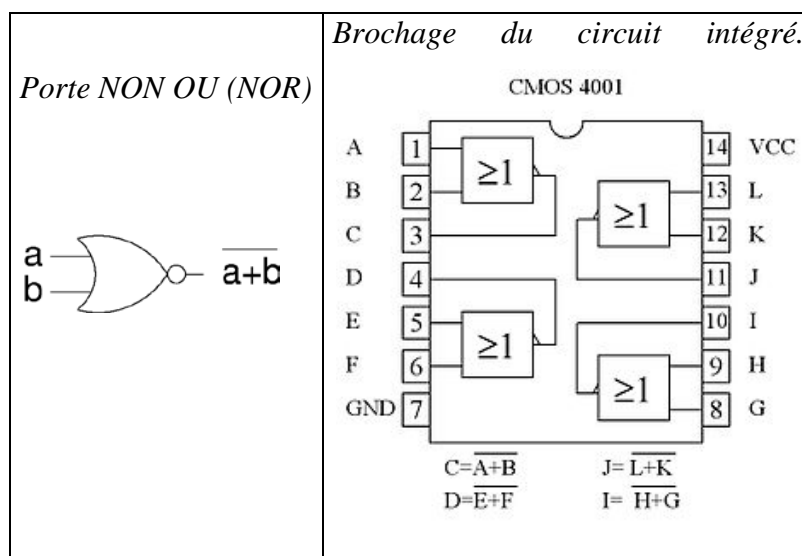 Porte NON OU (NOR)
a
b
a+b
Brochage du circuit intégré.
CMOS 4001
A 1
B 2
C 3
D 4
E 5
F 6
GND 7
≥1
≥1
≥1
≥1
14 VCC
13 L
12 K
11 J
10 I
9 H
8 G
C=A+B J= L+K
D=E+F I= H+G